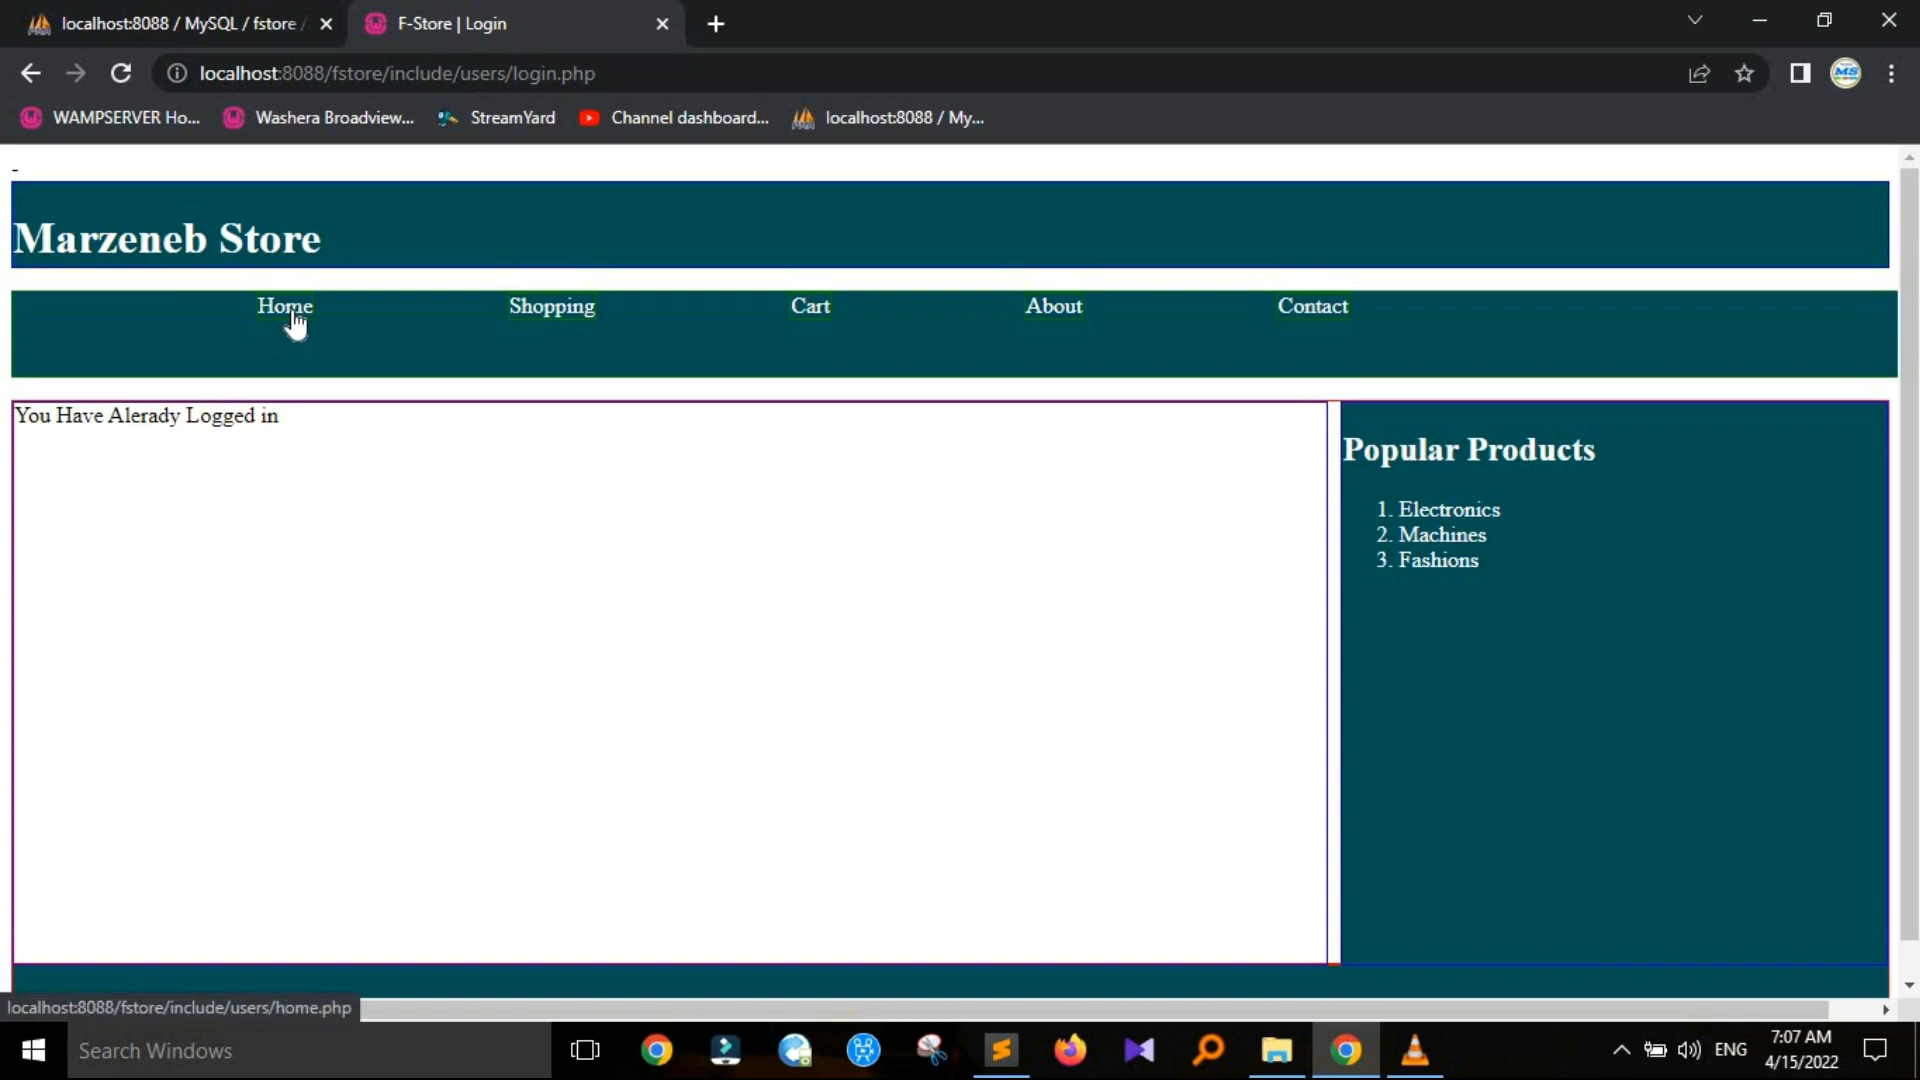 localhost:8088 / MySQL / fstore /
F-Store | Login
localhost:8088/fstore/include/users/login.php
WAMPSERVER Ho...
Washera Broadview...
StreamYard
Channel dashboard...
localhost:8088 / My...
-
Marzeneb Store
Home
Shopping
Cart
About
Contact
You Have Alerady Logged in
Popular Products
1. Electronics
2. Machines
3. Fashions
localhost:8088/fstore/include/users/home.php
Search Windows
ENG
7:07 AM
4/15/2022
MS